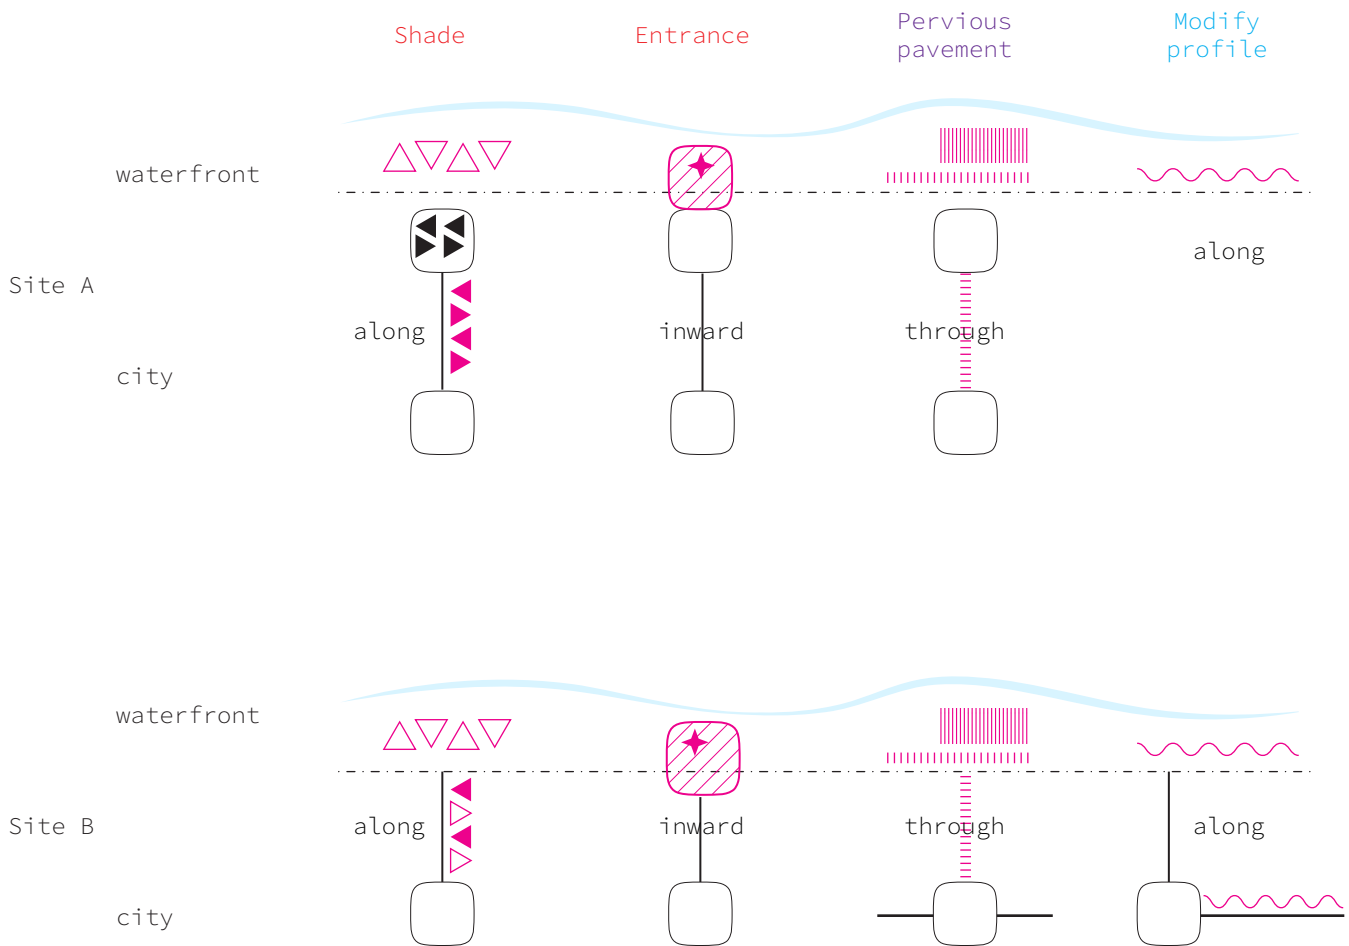 Shade
Entrance
Pervious
pavement
Modify
profile
waterfront
along
Site A
along
inward
through
city
waterfront
Site B
along
inward
through
along
city